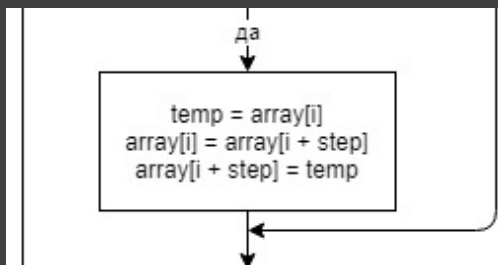 да
temp = array[i]
array[i] = array[i + step]
array[i + step] = temp